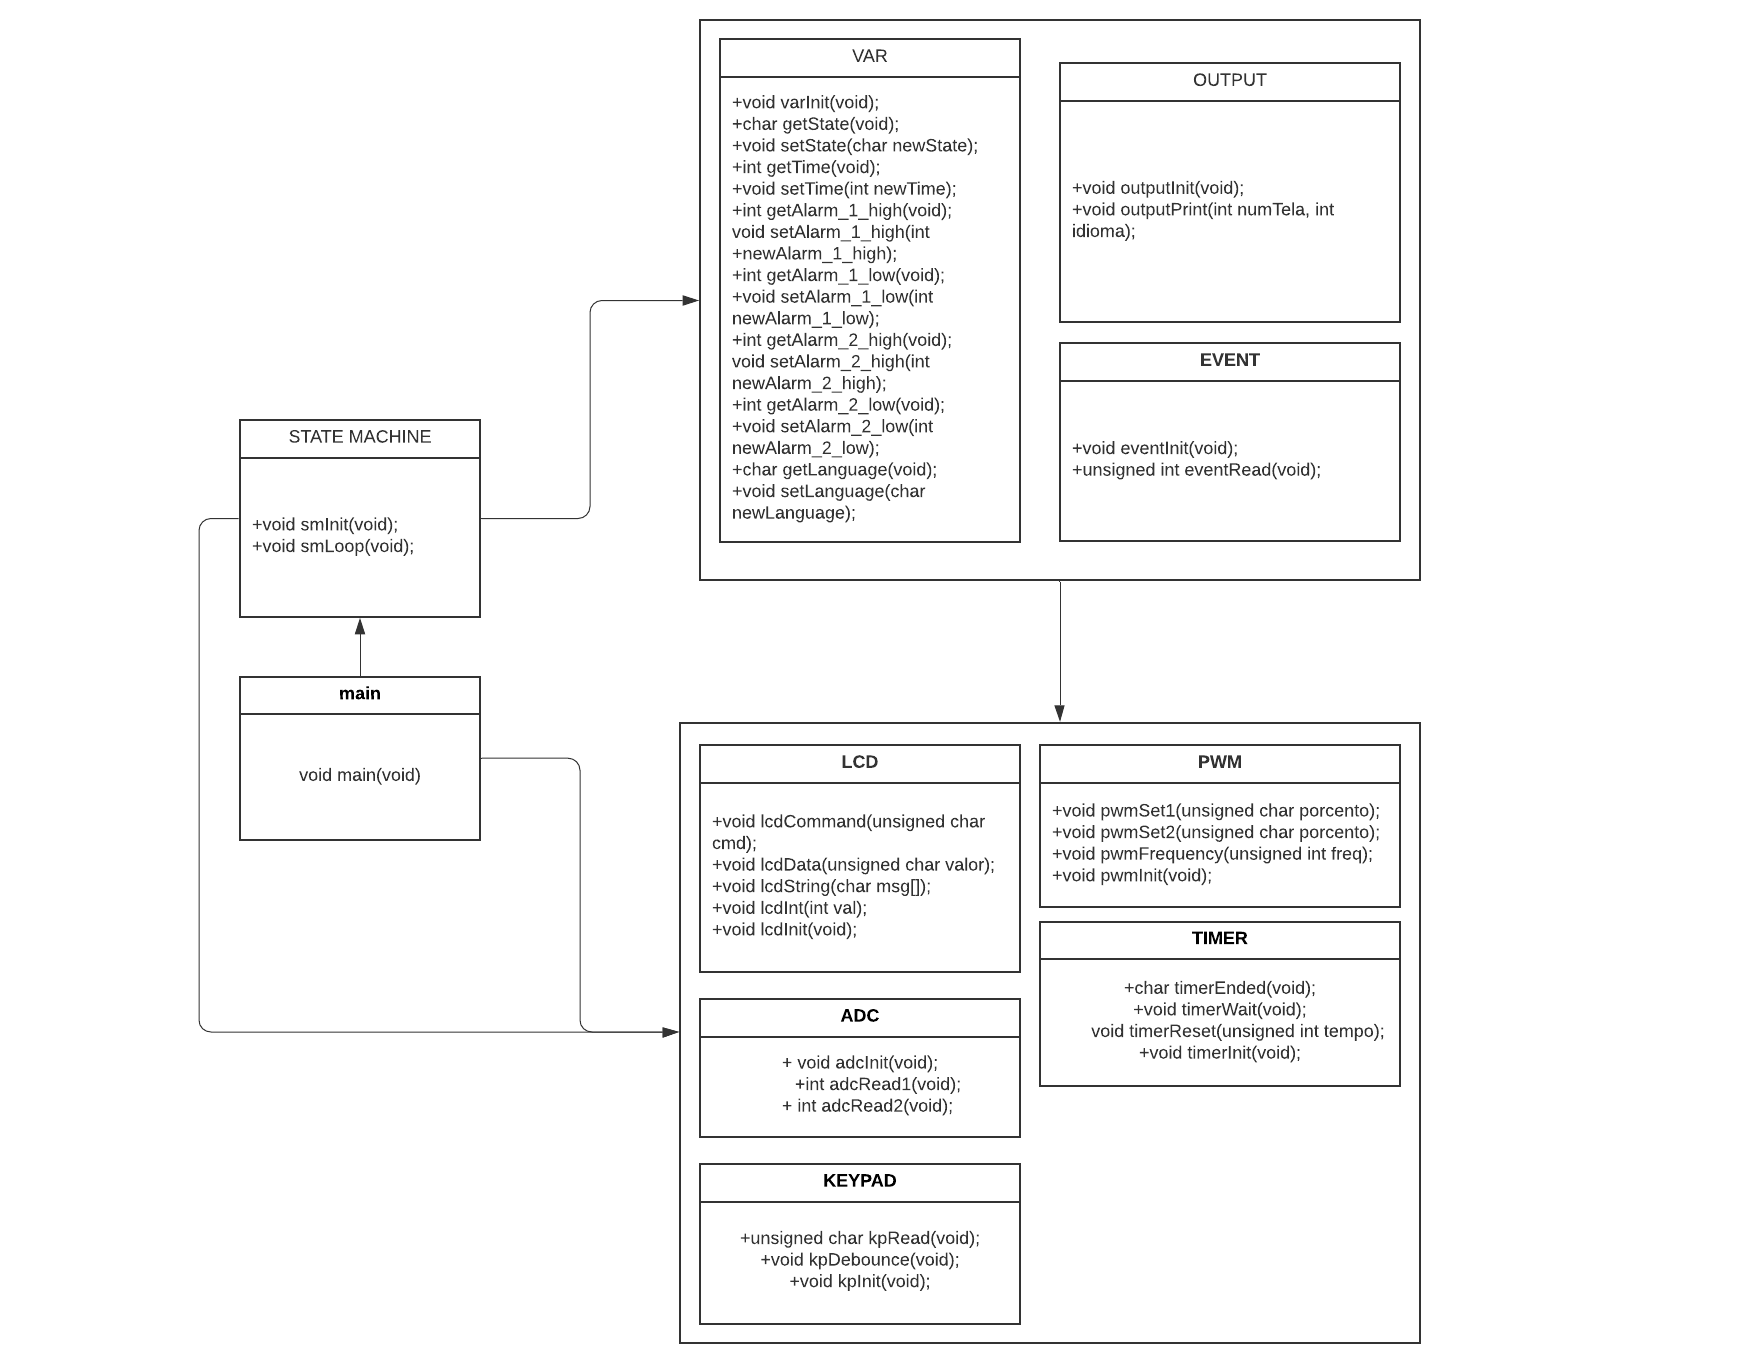 VAR
+void varInit(void);
+char getState(void);
+void setState(char newState);
+int getTime(void);
+void setTime(int newTime);
+int getAlarm_1_high(void);
void setAlarm_1_high(int
+newAlarm_1_high);
+int getAlarm_1_low(void);
+void setAlarm_1_low(int
newAlarm_1_low);
+int getAlarm_2_high(void);
void setAlarm_2_high(int
newAlarm_2_high);
+int getAlarm_2_low(void);
+void setAlarm_2_low(int
newAlarm_2_low);
+char getLanguage(void);
+void setLanguage(char
newLanguage);
OUTPUT
+void outputInit(void);
+void outputPrint(int numTela, int
idioma);
EVENT
+void eventInit(void);
+unsigned int eventRead(void);
STATE MACHINE
+void smInit(void);
+void smLoop(void);
main
void main(void)
LCD
+void lcdCommand(unsigned char
cmd);
+void lcdData(unsigned char valor);
+void lcdString(char msg[]);
+void lcdInt(int val);
+void lcdInit(void);
PWM
+void pwmSet1(unsigned char porcento);
+void pwmSet2(unsigned char porcento);
+void pwmFrequency(unsigned int freq);
+void pwmInit(void);
TIMER
+char timerEnded(void);
+void timerWait(void);
void timerReset(unsigned int tempo);
+void timerInit(void);
ADC
+ void adcInit(void);
+int adcRead1(void);
+ int adcRead2(void);
KEYPAD
+unsigned char kpRead(void);
+void kpDebounce(void);
+void kpInit(void);